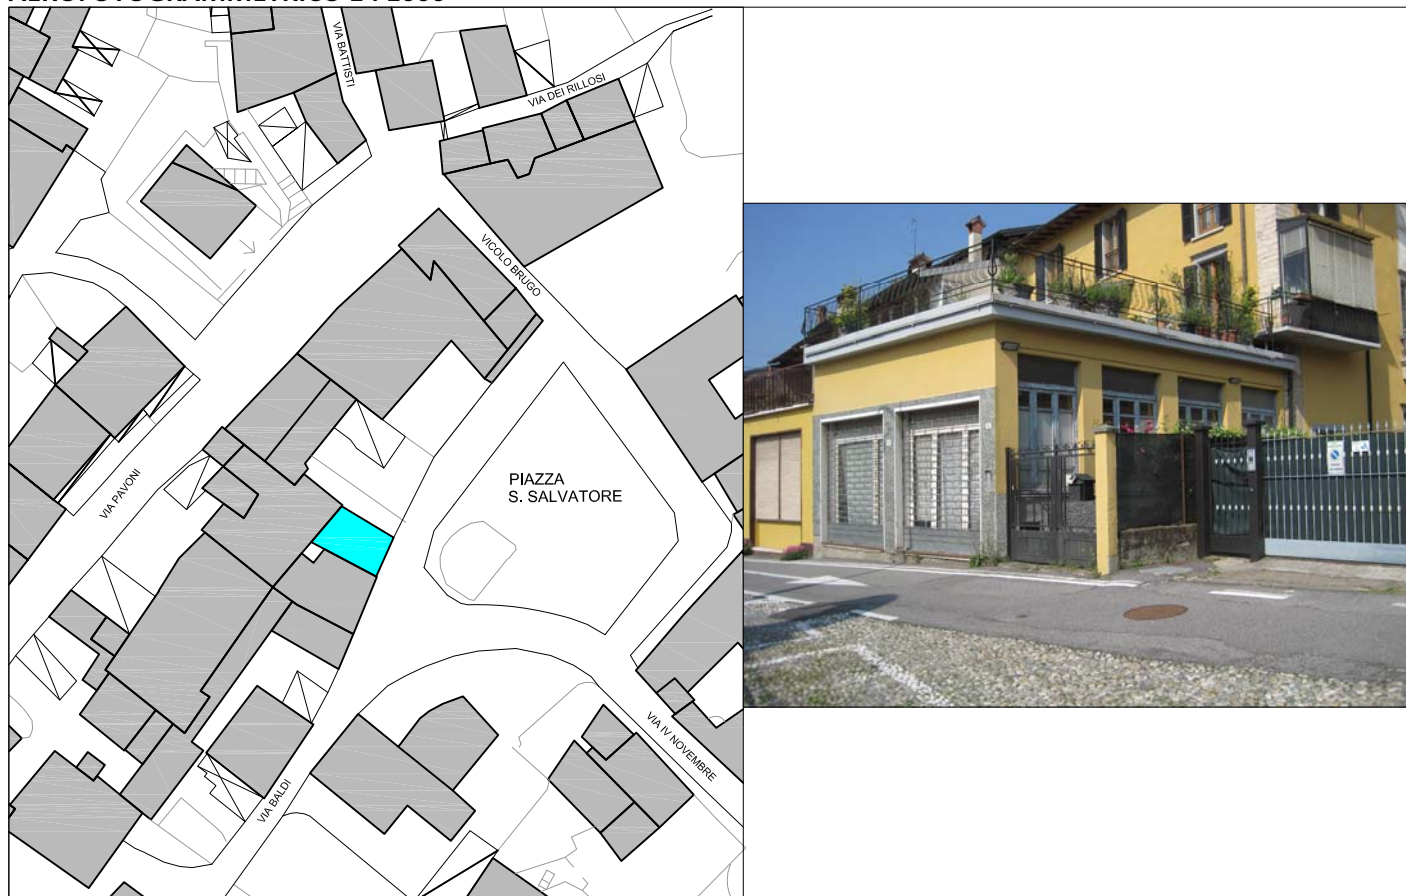 VIA BATTISTI
VIA DEI RILLOSI
VICOLO BRUGO
PIAZZA
S. SALVATORE
VIA PAVONI
VIA IV NOVEMBRE
VIA BALDI